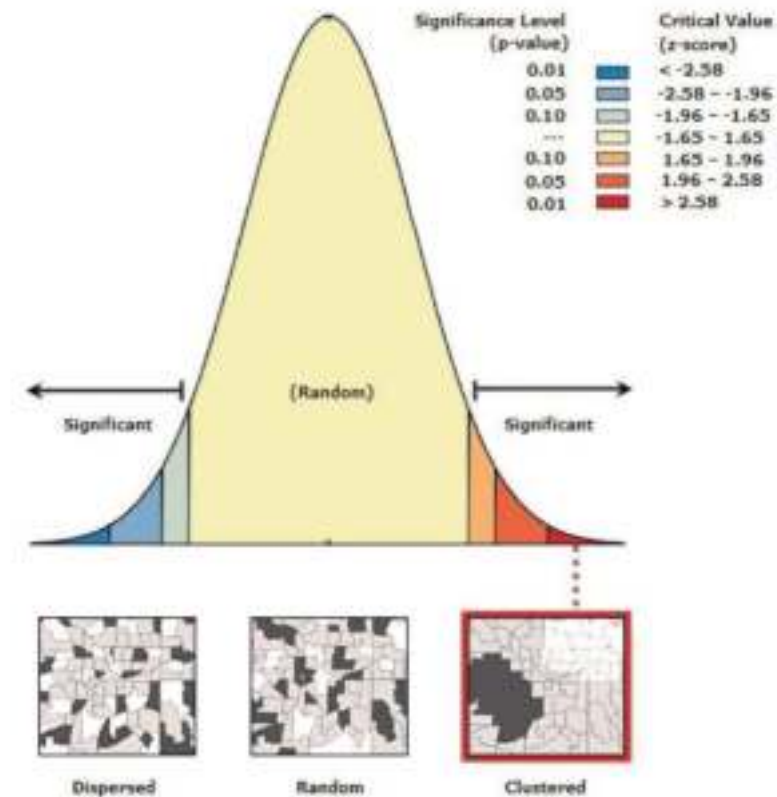 Significance Level Critical Value
(p-value) (z-score)
0.01 < -2.58
0.05 -2.58 – -1.96
0.10 -1.96 – -1.65
--- -1.65 – 1.65
0.10 1.65 – 1.96
0.05 1.96 – 2.58
0.01 > 2.58
(Random)
Significant Significant
Dispersed Random Clustered